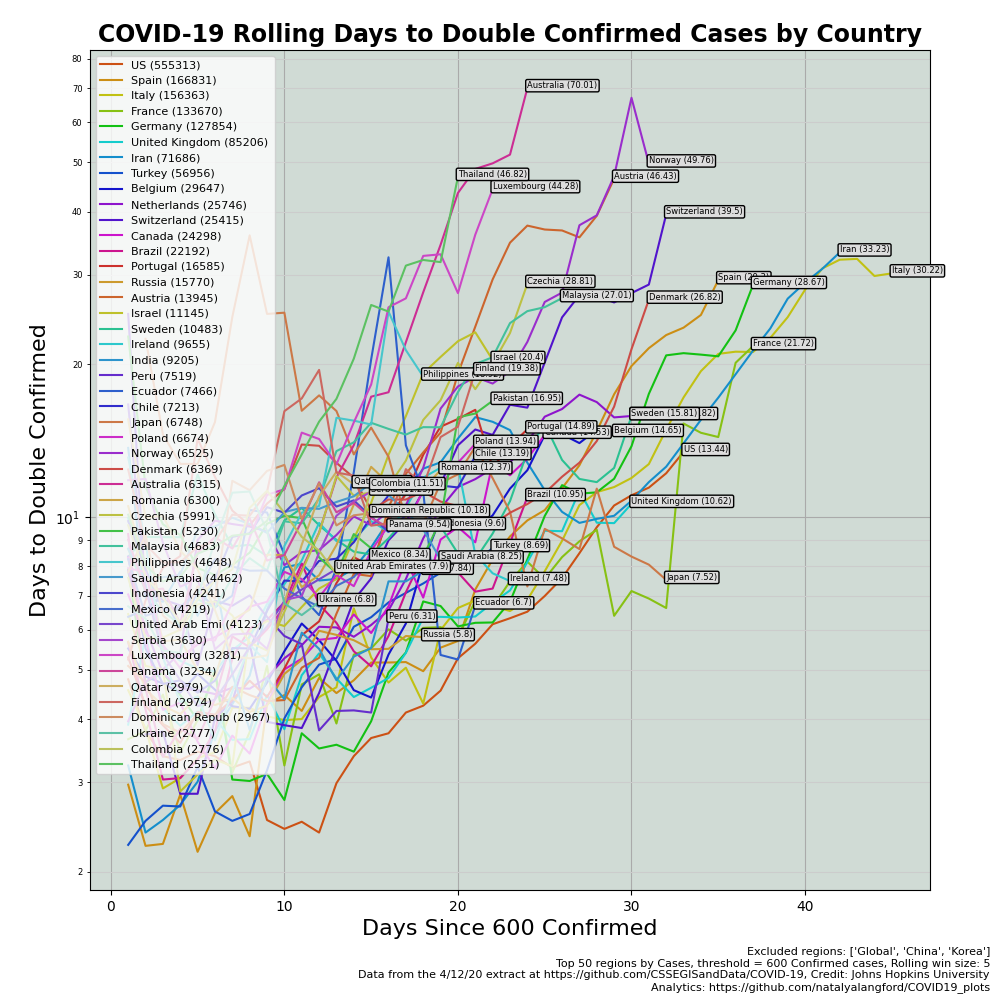 COVID-19 Rolling Days to Double Confirmed Cases by Country
Days to Double Confirmed
80
70
60
50
40
30
20
10¹
9
8
7
6
5
4
3
2
US (555313)
Spain (166831)
Italy (156363)
France (133670)
Germany (127854)
United Kingdom (85206)
Iran (71686)
Turkey (56956)
Belgium (29647)
Netherlands (25746)
Switzerland (25415)
Canada (24298)
Brazil (22192)
Portugal (16585)
Russia (15770)
Austria (13945)
Israel (11145)
Sweden (10483)
Ireland (9655)
India (9205)
Peru (7519)
Ecuador (7466)
Chile (7213)
Japan (6748)
Poland (6674)
Norway (6525)
Denmark (6369)
Australia (6315)
Romania (6300)
Czechia (5991)
Pakistan (5230)
Malaysia (4683)
Philippines (4648)
Saudi Arabia (4462)
Indonesia (4241)
Mexico (4219)
United Arab Emi (4123)
Serbia (3630)
Luxembourg (3281)
Panama (3234)
Qatar (2979)
Finland (2974)
Dominican Repub (2967)
Ukraine (2777)
Colombia (2776)
Thailand (2551)
Australia (70.01)
Norway (49.76)
Thailand (46.82)
Austria (46.43)
Luxembourg (44.28)
Switzerland (39.5)
Iran (33.23)
Italy (30.22)
Czechia (28.81)
Spain
Germany (28.67)
Malaysia (27.01)
Denmark (26.82)
France (21.72)
Israel (20.4)
Finland (19.38)
Philippines
Pakistan (16.95)
Sweden (15.81)
82)
Portugal (14.89)
Belgium (14.65)
Poland (13.94)
US (13.44)
Chile (13.19)
Romania (12.37)
Colombia (11.51)
Brazil (10.95)
United Kingdom (10.62)
Dominican Republic (10.18)
Panama (9.54)
donesia (9.6)
Turkey (8.69)
Mexico (8.34)
Saudi Arabia (8.25)
United Arab Emirates (7.9)
7.84)
Ireland (7.48)
Japan (7.52)
Ukraine (6.8)
Ecuador (6.7)
Peru (6.31)
Russia (5.8)
0
10
20
30
40
Days Since 600 Confirmed
Excluded regions: ['Global', 'China', 'Korea']
Top 50 regions by Cases, threshold = 600 Confirmed cases, Rolling win size: 5
Data from the 4/12/20 extract at https://github.com/CSSEGISandData/COVID-19, Credit: Johns Hopkins University
Analytics: https://github.com/natalyalangford/COVID19_plots